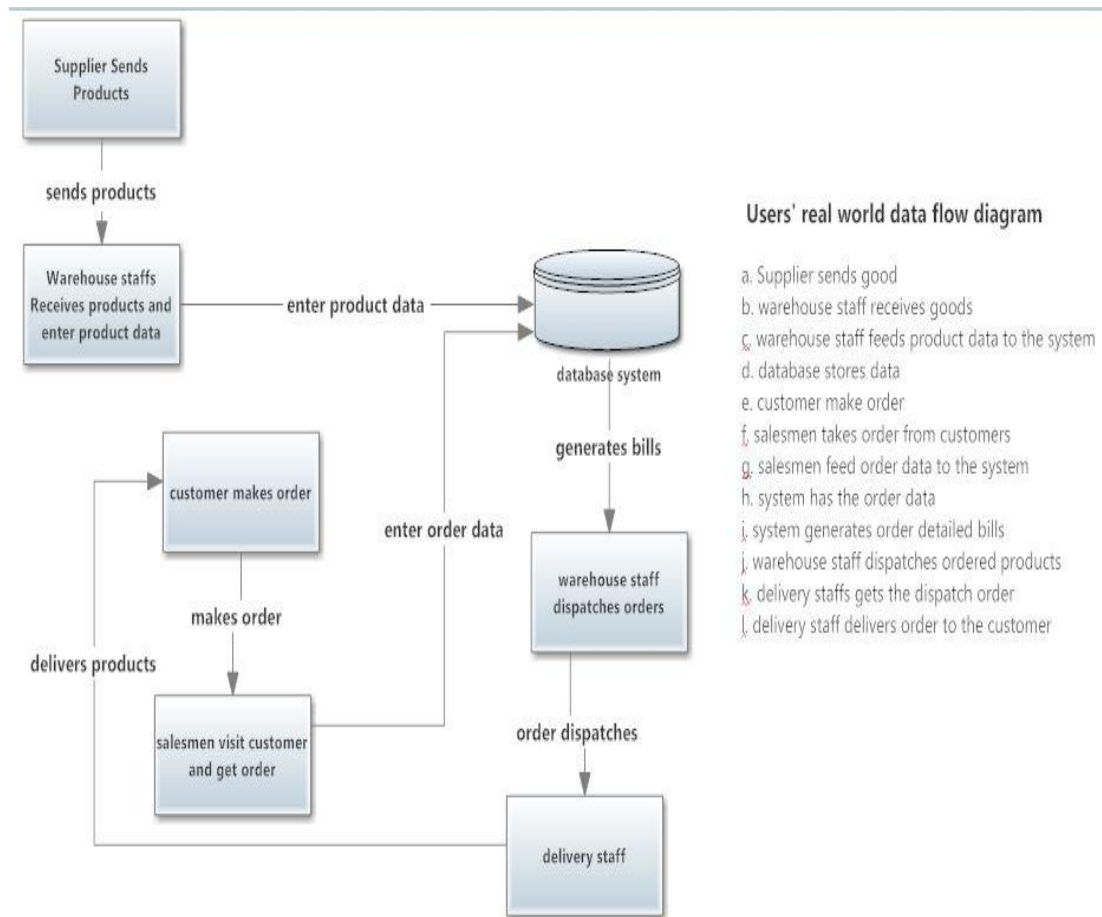 Supplier Sends
Products
sends products
Warehouse staffs
Receives products and
enter product data
enter product data
database system
generates bills
customer makes order
enter order data
makes order
warehouse staff
dispatches orders
delivers products
salesmen visit customer
and get order
order dispatches
delivery staff
Users' real world data flow diagram
a. Supplier sends good
b. warehouse staff receives goods
c. warehouse staff feeds product data to the system
d. database stores data
e. customer make order
f. salesmen takes order from customers
g. salesmen feed order data to the system
h. system has the order data
i. system generates order detailed bills
j. warehouse staff dispatches ordered products
k. delivery staffs gets the dispatch order
l. delivery staff delivers order to the customer